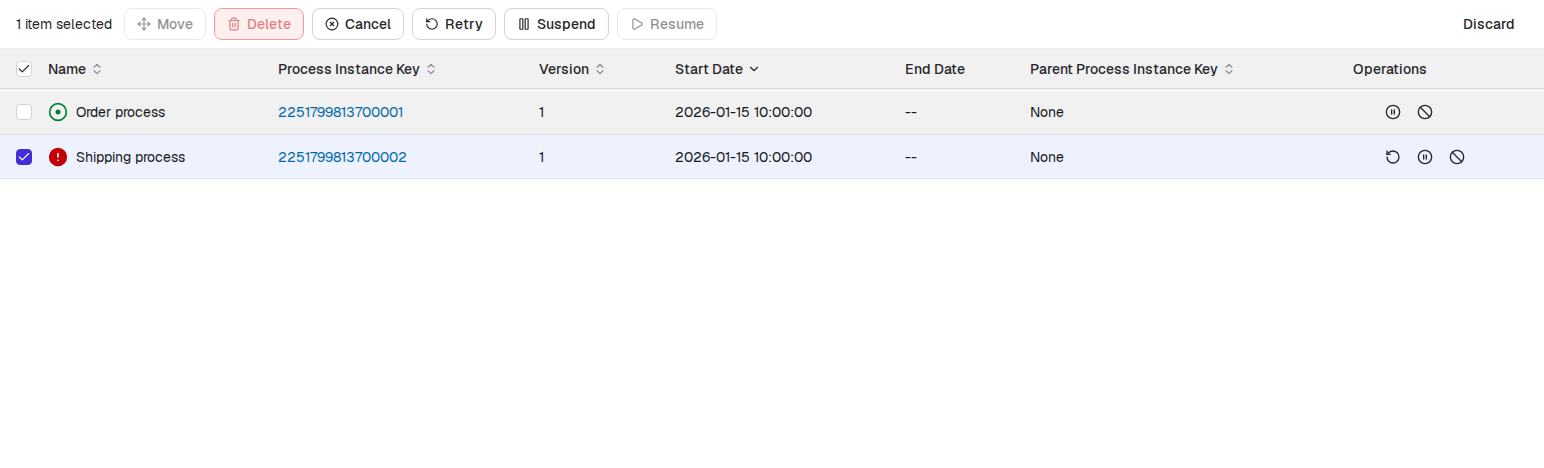 1 item selected Move Delete Cancel Retry Suspend Resume Discard
Name Process Instance Key Version Start Date End Date Parent Process Instance Key Operations
Order process 2251799813700001 1 2026-01-15 10:00:00 -- None
Shipping process 2251799813700002 1 2026-01-15 10:00:00 -- None